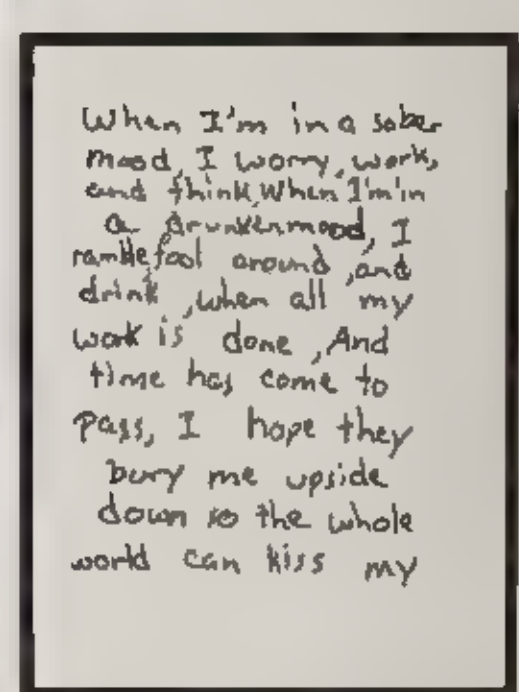 When I'm in a sober
mood, I worry, work,
and think, When I'm in
a drunken mood, I
ramble, fool around, and
drink, when all my
work is done, And
time has come to
pass, I hope they
bury me upside
down so the whole
world can kiss my